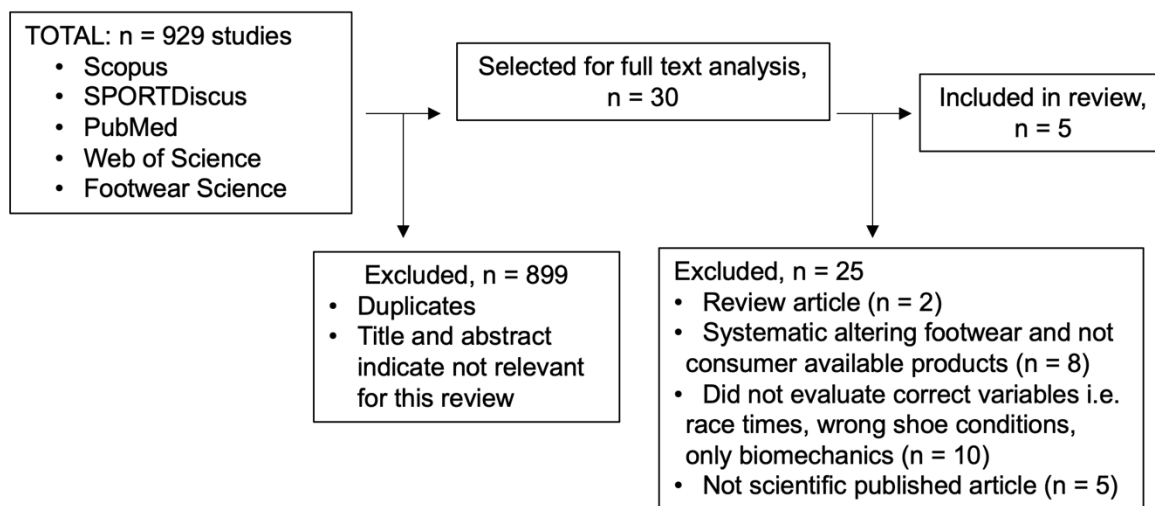 TOTAL: n = 929 studies
• Scopus
• SPORTDiscus
• PubMed
• Web of Science
• Footwear Science
Selected for full text analysis,
n = 30
Included in review,
n = 5
Excluded, n = 899
• Duplicates
• Title and abstract
indicate not relevant
for this review
Excluded, n = 25
• Review article (n = 2)
• Systematic altering footwear and not
consumer available products (n = 8)
• Did not evaluate correct variables i.e.
race times, wrong shoe conditions,
only biomechanics (n = 10)
• Not scientific published article (n = 5)